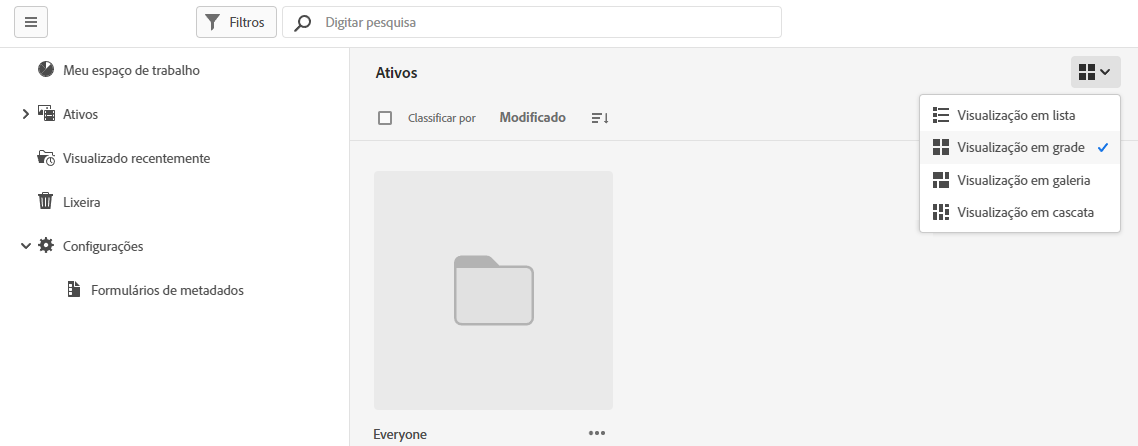 Filtros
Digitar pesquisa
Meu espaço de trabalho
Ativos
Visualizado recentemente
Lixeira
Configurações
Formulários de metadados
Ativos
Classificar por Modificado
Visualização em lista
Visualização em grade
Visualização em galeria
Visualização em cascata
Everyone